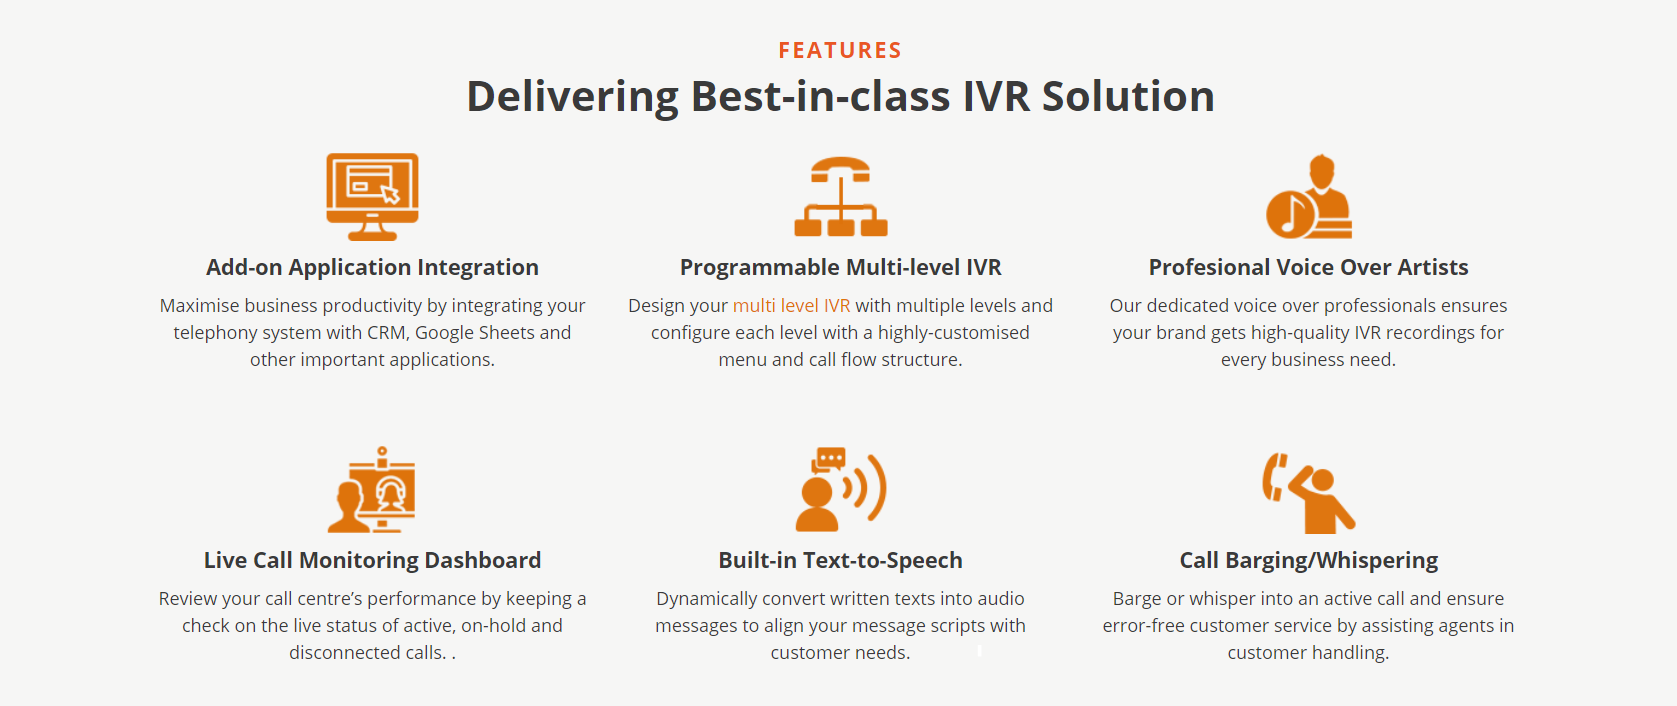 FEATURES
Delivering Best-in-class IVR Solution
Add-on Application Integration
Maximise business productivity by integrating your
telephony system with CRM, Google Sheets and
other important applications.
Programmable Multi-level IVR
Design your multi level IVR with multiple levels and
configure each level with a highly-customised
menu and call flow structure.
Profesional Voice Over Artists
Our dedicated voice over professionals ensures
your brand gets high-quality IVR recordings for
every business need.
Live Call Monitoring Dashboard
Review your call centre’s performance by keeping a
check on the live status of active, on-hold and
disconnected calls. .
Built-in Text-to-Speech
Dynamically convert written texts into audio
messages to align your message scripts with
customer needs.
Call Barging/Whispering
Barge or whisper into an active call and ensure
error-free customer service by assisting agents in
customer handling.